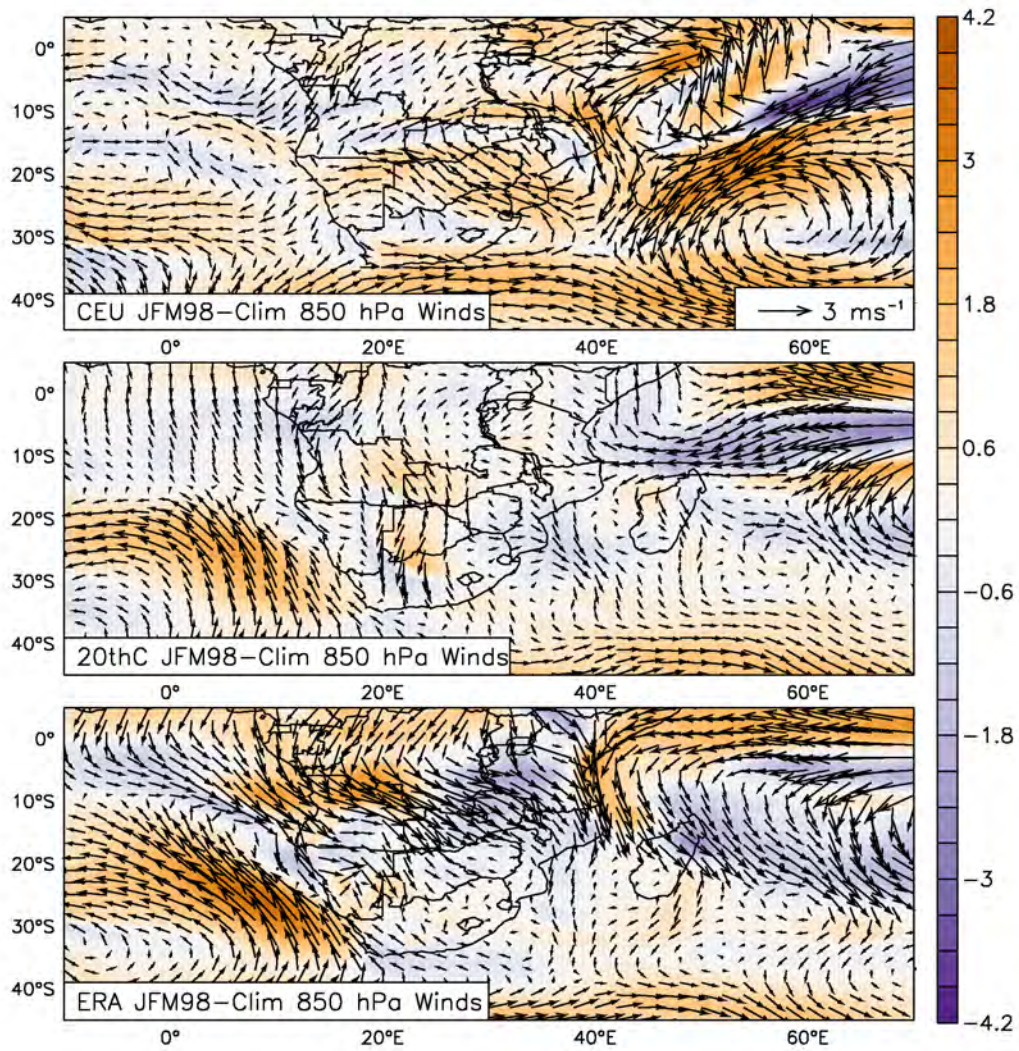 4.2
0°
10°S
3
20°S
30°S
40°S
1.8
CEU JFM98−Clim 850 hPa Winds
3 ms⁻¹
0°
20°E
40°E
60°E
0°
0.6
10°S
20°S
30°S
−0.6
40°S
20thC JFM98−Clim 850 hPa Winds
0°
20°E
40°E
60°E
0°
−1.8
10°S
20°S
−3
30°S
40°S
ERA JFM98−Clim 850 hPa Winds
−4.2
0°
20°E
40°E
60°E